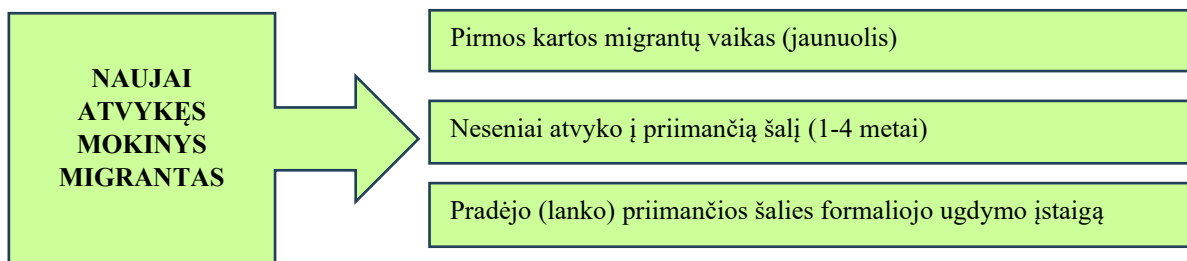 NAUJAI
ATVYKĘS
MOKINYS
MIGRANTAS
Pirmos kartos migrantų vaikas (jaunuolis)
Neseniai atvyko į priimančią šalį (1-4 metai)
Pradėjo (lanko) priimančios šalies formaliojo ugdymo įstaigą